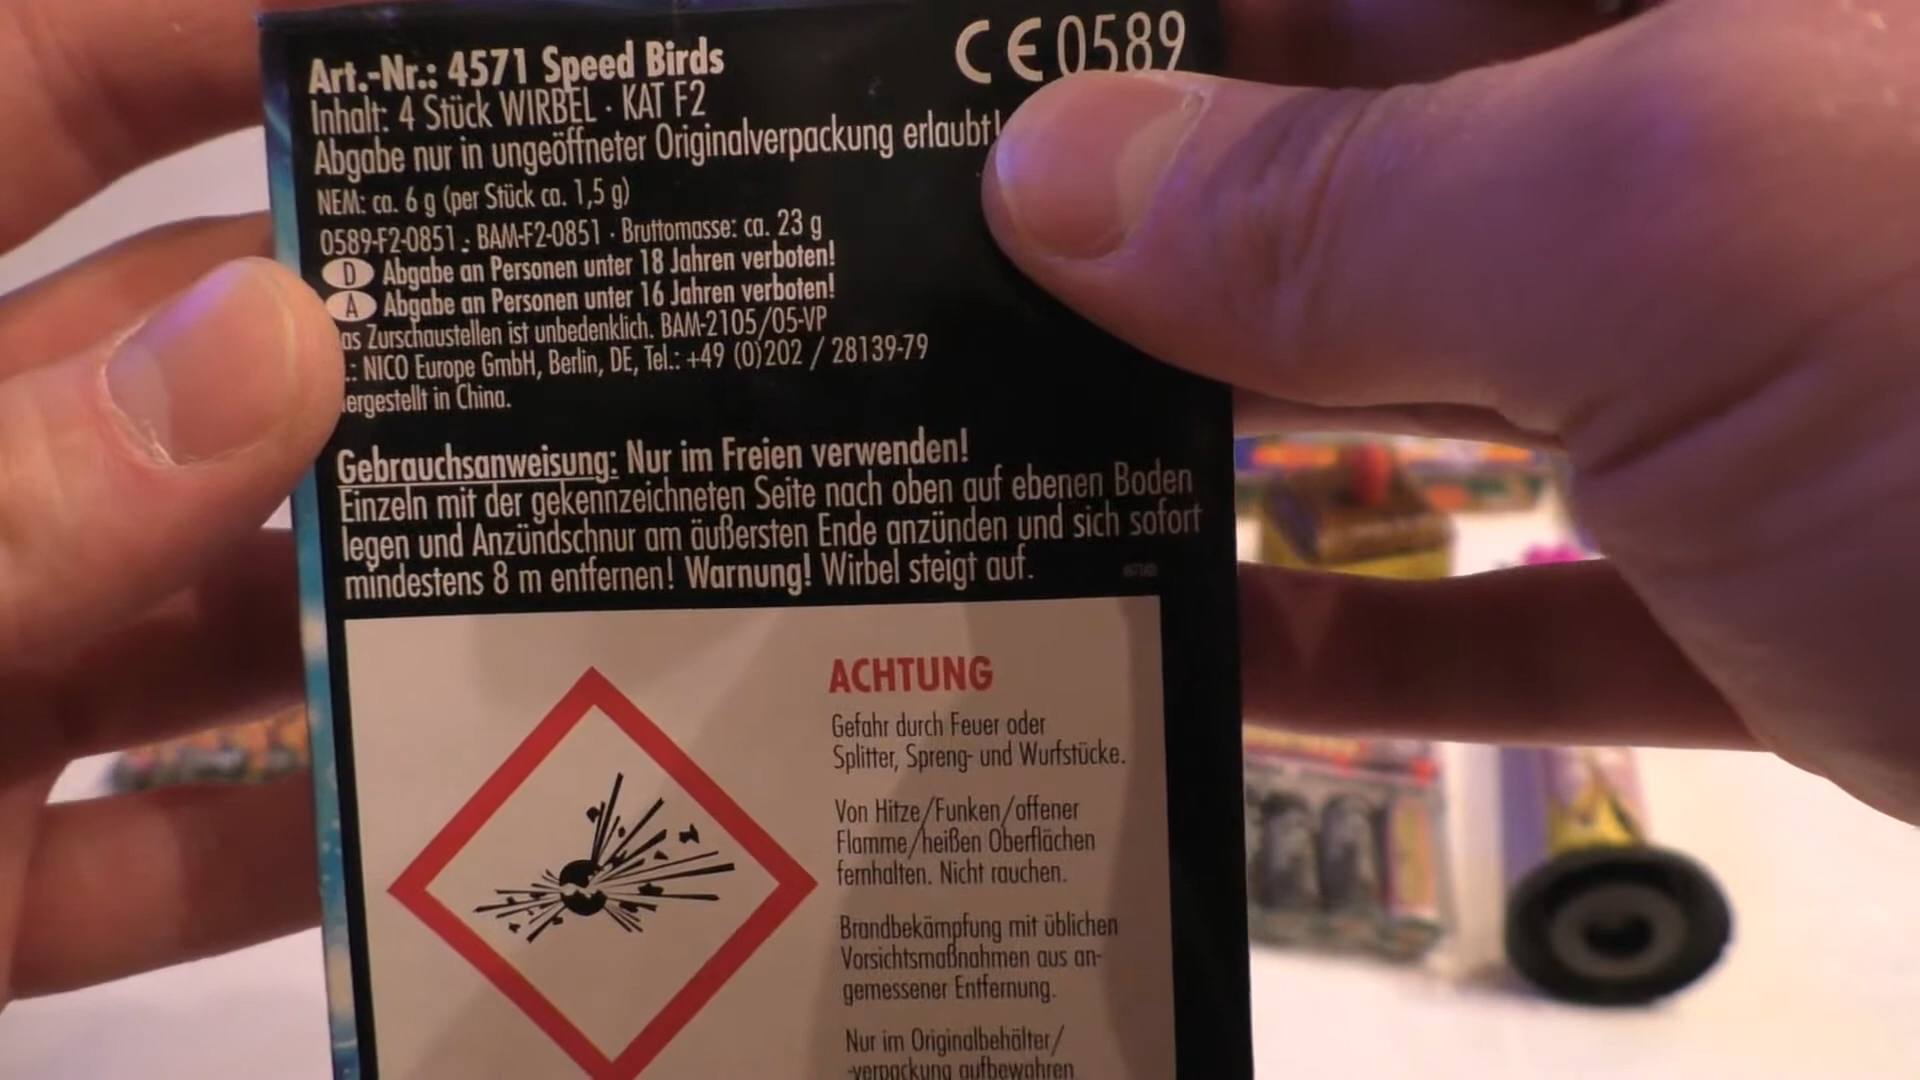 Art.-Nr.: 4571 Speed Birds
CE 0589
Inhalt: 4 Stück WIRBEL · KAT F2
Abgabe nur in ungeöffneter Originalverpackung erlaubt!
NEM: ca. 6 g (per Stück ca. 1,5 g)
0589-F2-0851 · BAM-F2-0851 · Bruttomasse: ca. 23 g
D Abgabe an Personen unter 18 Jahren verboten!
A Abgabe an Personen unter 16 Jahren verboten!
as Zurschaustellen ist unbedenklich. BAM-2105/05-VP
.: NICO Europe GmbH, Berlin, DE, Tel.: +49 (0)202 / 28139-79
ergestellt in China.
Gebrauchsanweisung: Nur im Freien verwenden!
Einzeln mit der gekennzeichneten Seite nach oben auf ebenen Boden
legen und Anzündschnur am äußersten Ende anzünden und sich sofort
mindestens 8 m entfernen! Warnung! Wirbel steigt auf.
ACHTUNG
Gefahr durch Feuer oder
Splitter, Spreng- und Wurfstücke.
Von Hitze/Funken/offener
Flamme/heißen Oberflächen
fernhalten. Nicht rauchen.
Brandbekämpfung mit üblichen
Vorsichtsmaßnahmen aus an-
gemessener Entfernung.
Nur im Originalbehälter/
-verpackung aufbewahren